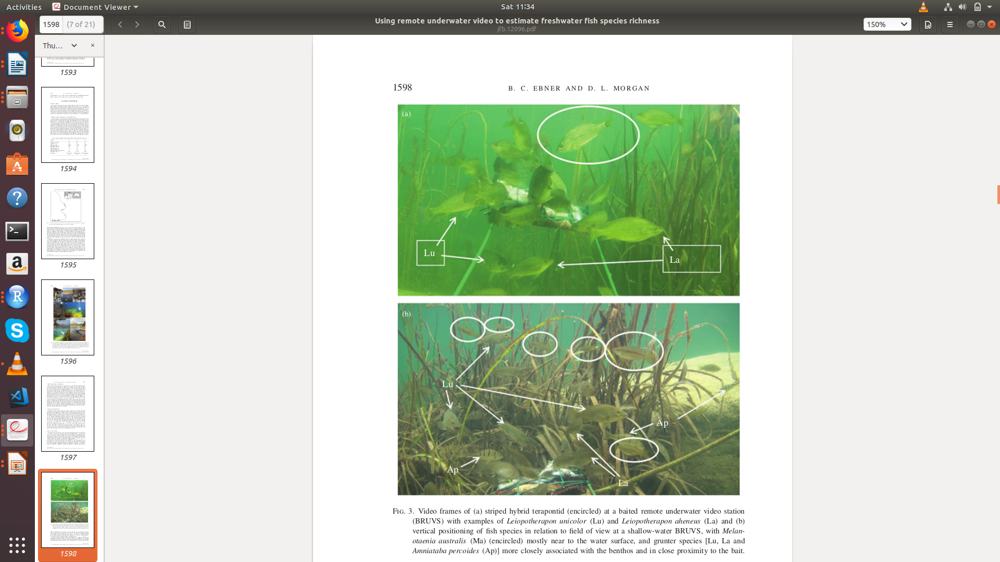 Activities
Document Viewer
Sat 11:34
1598
(7 of 21)
Using remote underwater video to estimate freshwater fish species richness
jfb.12096.pdf
150%
Thu...
1593
1594
1595
1596
1597
1598
1598
B. C. EBNER AND D. L. MORGAN
(a)
Lu
La
(b)
Lu
Ap
Ap
La
FIG. 3. Video frames of (a) striped hybrid terapontid (encircled) at a baited remote underwater video station
(BRUVS) with examples of Leiopotherapon unicolor (Lu) and Leiopotherapon aheneus (La) and (b)
vertical positioning of fish species in relation to field of view at a shallow-water BRUVS, with Melan-
otaenia australis (Ma) (encircled) mostly near to the water surface, and grunter species [Lu, La and
Amniataba percoides (Ap)] more closely associated with the benthos and in close proximity to the bait.